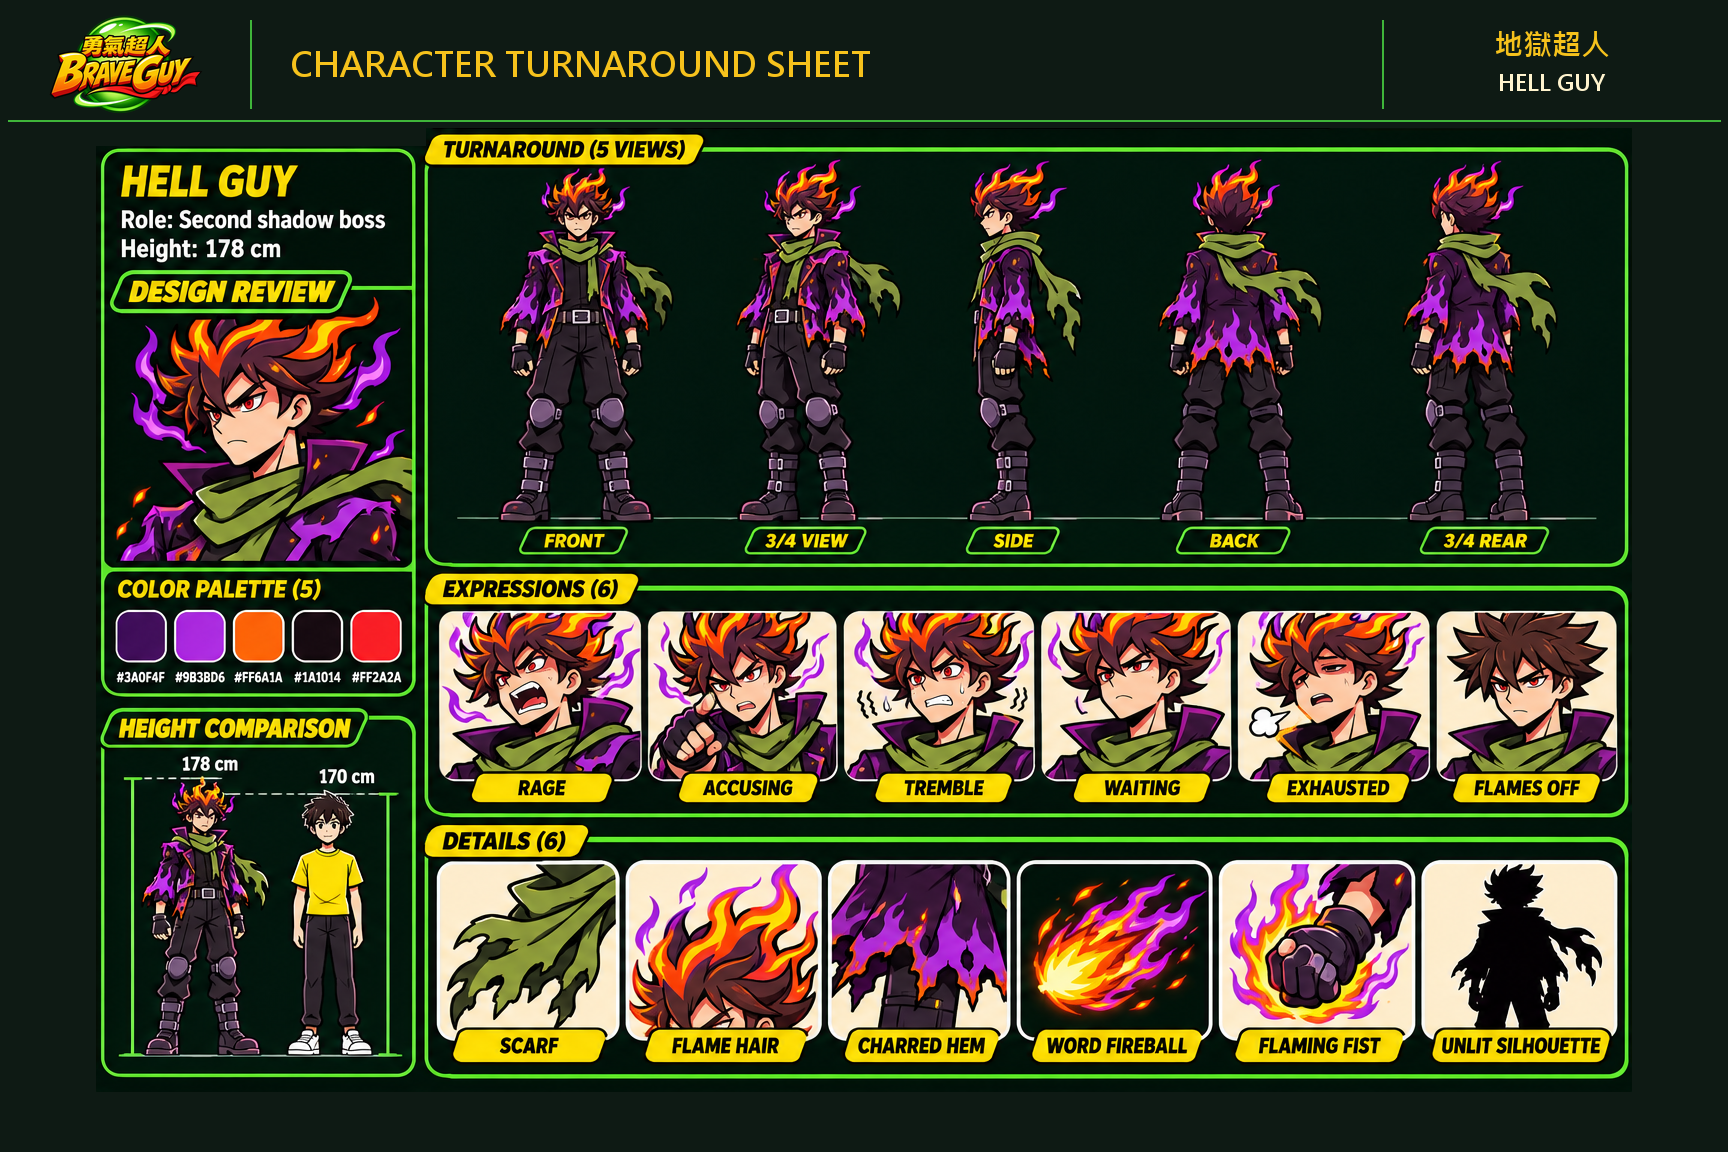 勇氣超人
BRAVE GUY
CHARACTER TURNAROUND SHEET
地獄超人
HELL GUY
HELL GUY
Role: Second shadow boss
Height: 178 cm
DESIGN REVIEW
COLOR PALETTE (5)
#3A0F4F #9B3BD6 #FF6A1A #1A1014 #FF2A2A
HEIGHT COMPARISON
178 cm
170 cm
TURNAROUND (5 VIEWS)
FRONT
3/4 VIEW
SIDE
BACK
3/4 REAR
EXPRESSIONS (6)
RAGE
ACCUSING
TREMBLE
WAITING
EXHAUSTED
FLAMES OFF
DETAILS (6)
SCARF
FLAME HAIR
CHARRED HEM
WORD FIREBALL
FLAMING FIST
UNLIT SILHOUETTE